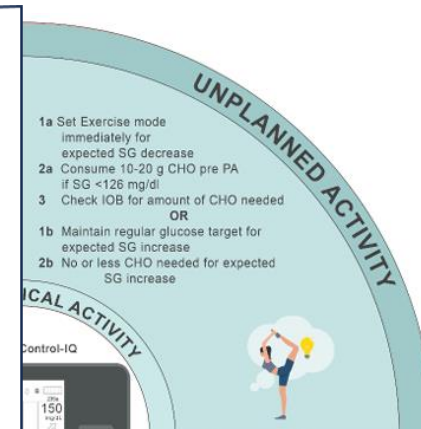 UNPLANNED ACTIVITY
1a Set Exercise mode
immediately for
expected SG decrease
2a Consume 10-20 g CHO pre PA
if SG <126 mg/dl
3 Check IOB for amount of CHO needed
OR
1b Maintain regular glucose target for
expected SG increase
2b No or less CHO needed for expected
SG increase
ICAL ACTIVITY
Control-IQ
150
mg/dL